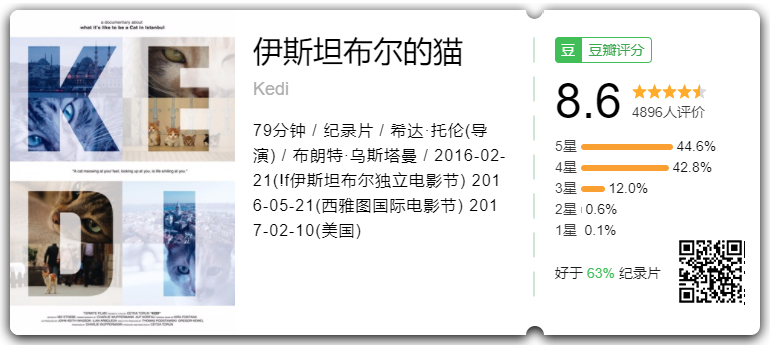 a documentary about
what it's like to be a Cat in Istanbul
KE
"A cat meowing at your feet, looking up at you, is life smiling at you."
DI
伊斯坦布尔的猫
Kedi
79分钟 / 纪录片 / 希达·托伦(导
演) / 布朗特·乌斯塔曼 / 2016-02-
21(!f伊斯坦布尔独立电影节) 201
6-05-21(西雅图国际电影节) 201
7-02-10(美国)
豆 豆瓣评分
8.6
4896人评价
5星 44.6%
4星 42.8%
3星 12.0%
2星 0.6%
1星 0.1%
好于 63% 纪录片